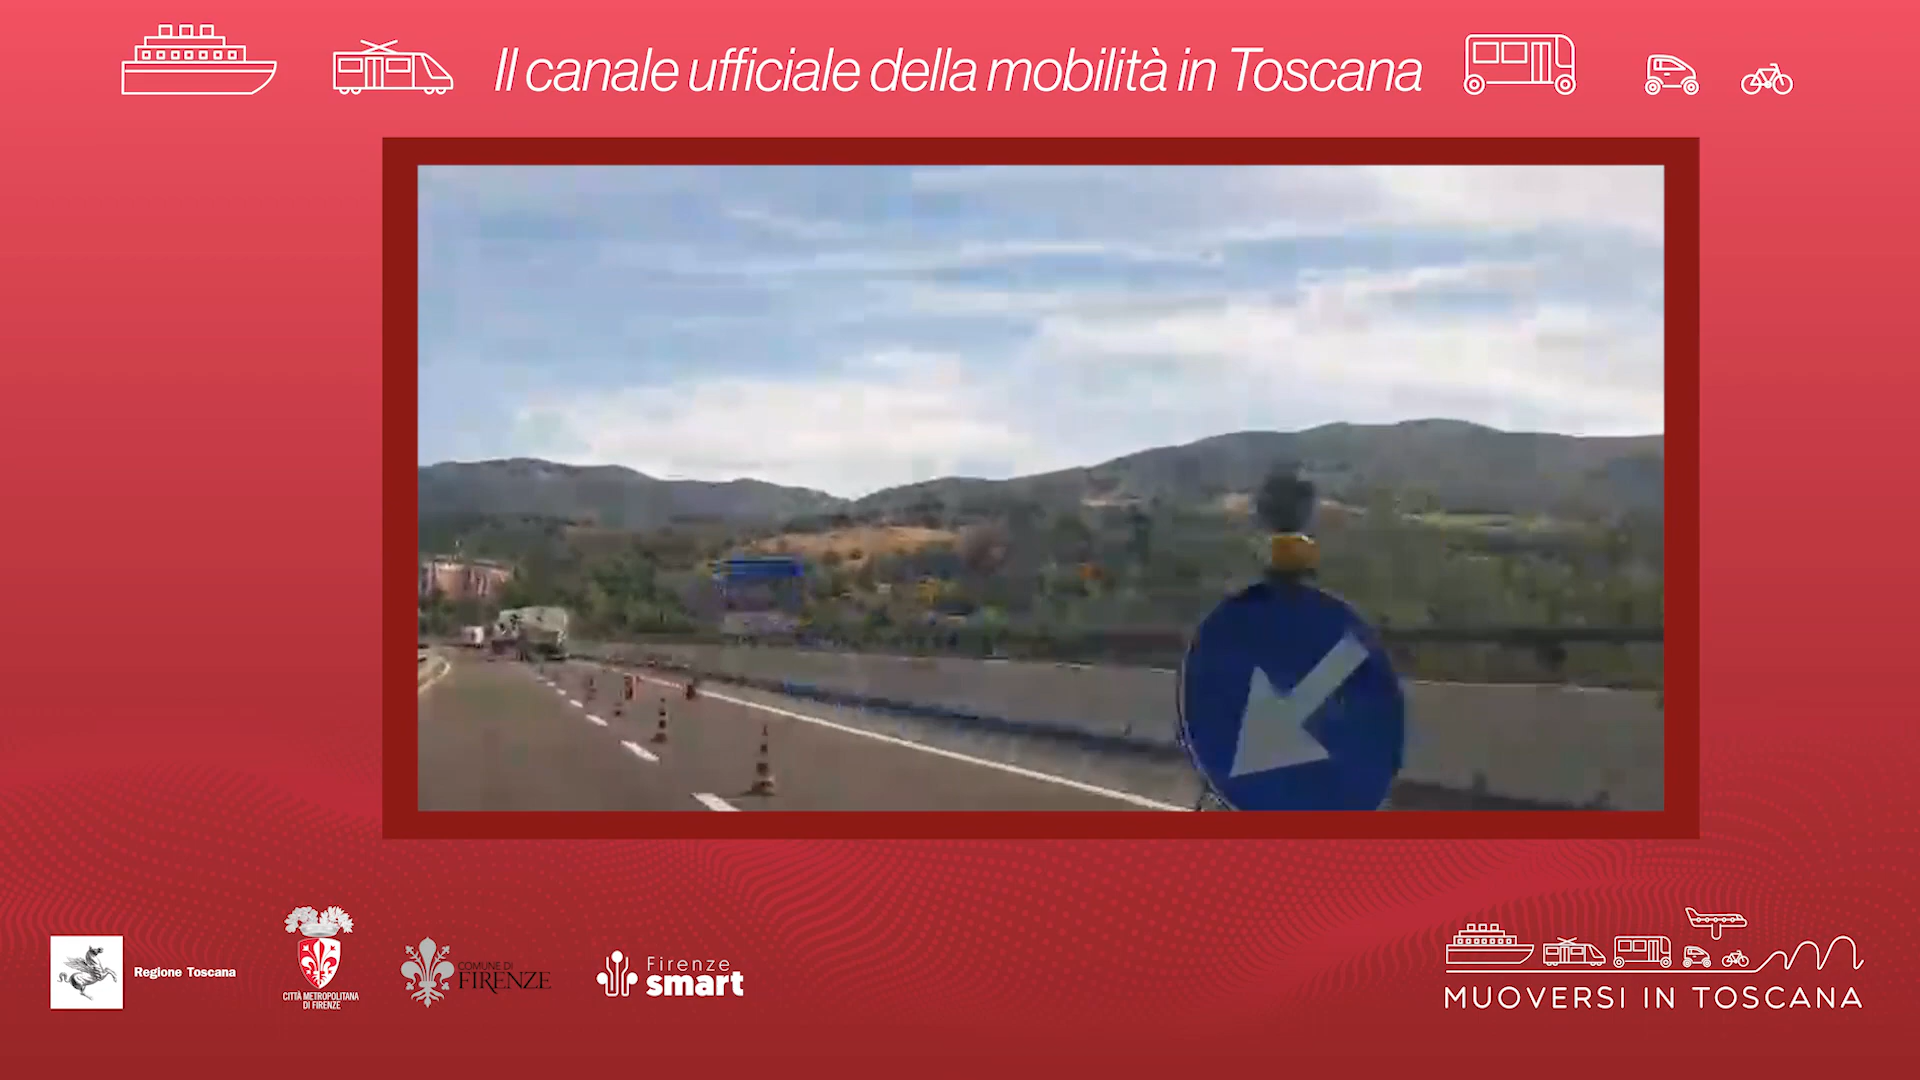 Il canale ufficiale della mobilità in Toscana
Regione Toscana
CITTÀ METROPOLITANA
DI FIRENZE
COMUNE DI
FIRENZE
Firenze
smart
MUOVERSI IN TOSCANA